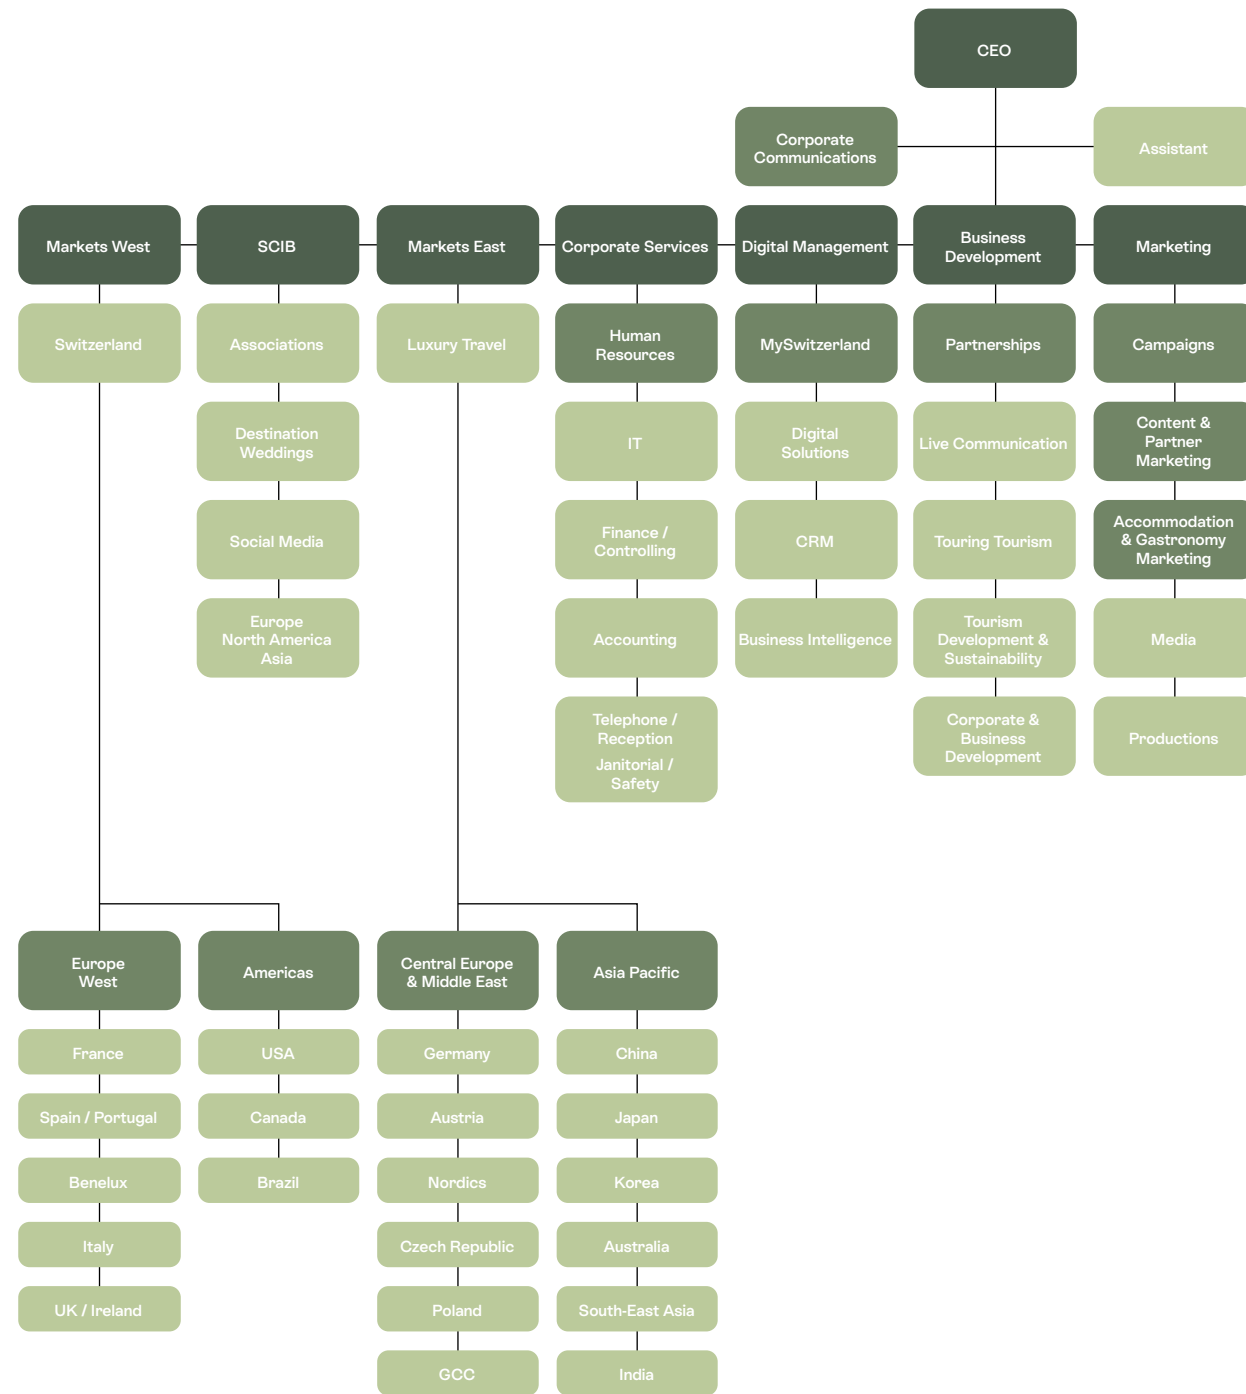 CEO
Corporate
Communications
Assistant
Markets West
SCIB
Markets East
Corporate Services
Digital Management
Business
Development
Marketing
Switzerland
Associations
Luxury Travel
Human
Resources
MySwitzerland
Partnerships
Campaigns
Destination
Weddings
IT
Digital
Solutions
Live Communication
Content &
Partner
Marketing
Social Media
Finance /
Controlling
CRM
Touring Tourism
Accommodation
& Gastronomy
Marketing
Europe
North America
Asia
Accounting
Business Intelligence
Tourism
Development &
Sustainability
Media
Telephone /
Reception
Janitorial /
Safety
Corporate &
Business
Development
Productions
Europe
West
Americas
Central Europe
& Middle East
Asia Pacific
France
USA
Germany
China
Spain / Portugal
Canada
Austria
Japan
Benelux
Brazil
Nordics
Korea
Italy
Czech Republic
Australia
UK / Ireland
Poland
South-East Asia
GCC
India